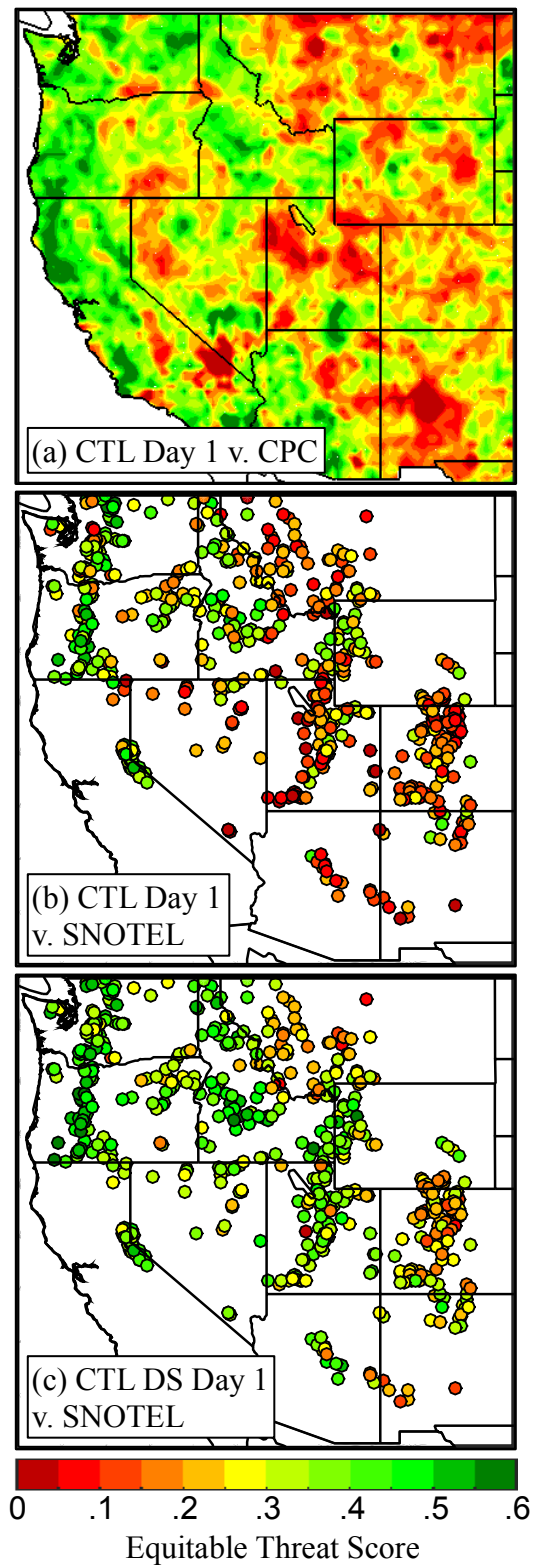 (a) CTL Day 1 v. CPC
(b) CTL Day 1
v. SNOTEL
(c) CTL DS Day 1
v. SNOTEL
0 .1 .2 .3 .4 .5 .6
Equitable Threat Score